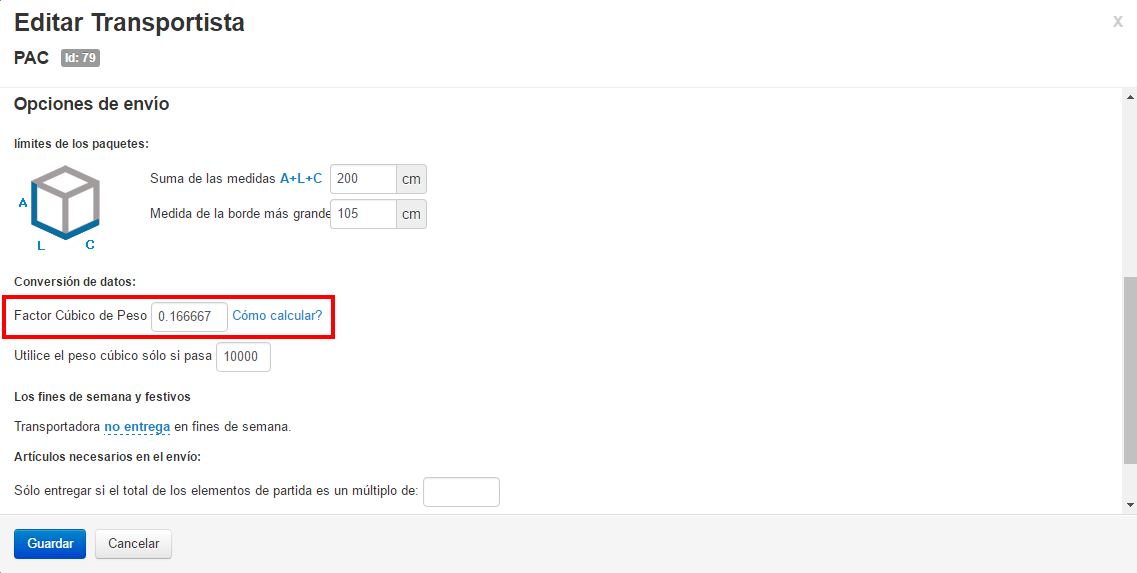 Editar Transportista
x
PAC Id: 79
Opciones de envío
límites de los paquetes:
Suma de las medidas A+L+C 200 cm
A
Medida de la borde más grande 105 cm
L C
Conversión de datos:
Factor Cúbico de Peso 0.166667 Cómo calcular?
Utilice el peso cúbico sólo si pasa 10000
Los fines de semana y festivos
Transportadora no entrega en fines de semana.
Artículos necesarios en el envío:
Sólo entregar si el total de los elementos de partida es un múltiplo de:
Guardar Cancelar